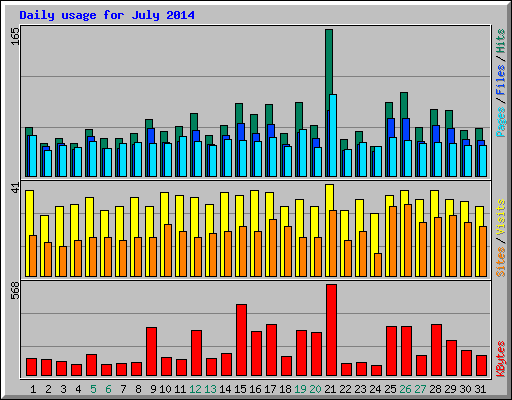 Daily usage for July 2014
165
Pages / Files / Hits
41
Sites / Visits
568
KBytes
1 2 3 4 5 6 7 8 9 10 11 12 13 14 15 16 17 18 19 20 21 22 23 24 25 26 27 28 29 30 31